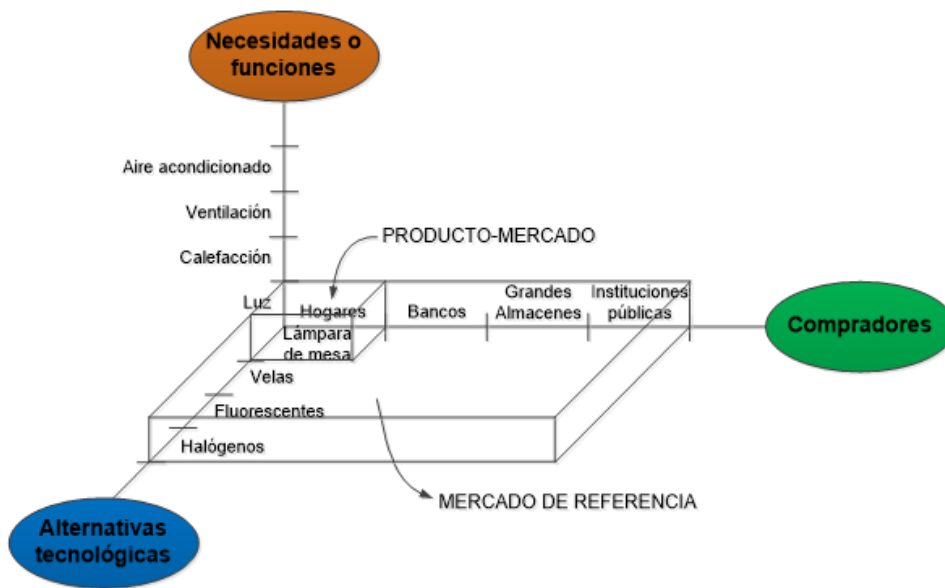 Necesidades o
funciones
Aire acondicionado
Ventilación
PRODUCTO-MERCADO
Calefacción
Luz
Hogares
Bancos
Grandes
Almacenes
Instituciones
públicas
Compradores
Lámpara
de mesa
Velas
Fluorescentes
Halógenos
MERCADO DE REFERENCIA
Alternativas
tecnológicas